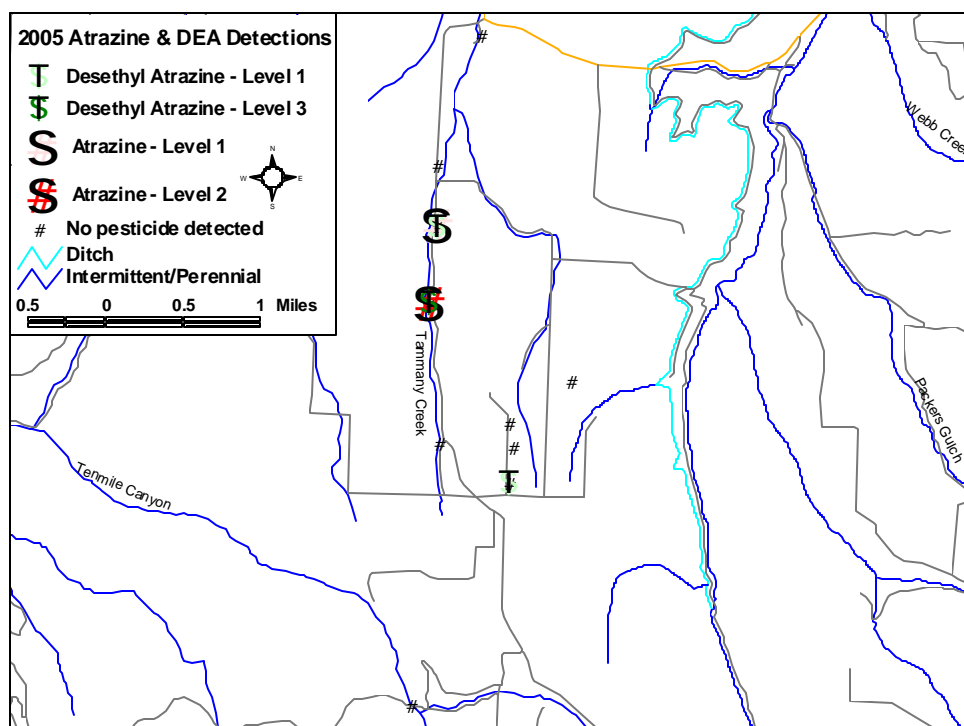 2005 Atrazine & DEA Detections
Desethyl Atrazine - Level 1
Desethyl Atrazine - Level 3
Atrazine - Level 1
Atrazine - Level 2
# No pesticide detected
Ditch
Intermittent/Perennial
0.5 0 0.5 1 Miles
N
W E
S
Webb Creek
Tammany Creek
Packers Gulch
Tenmile Canyon